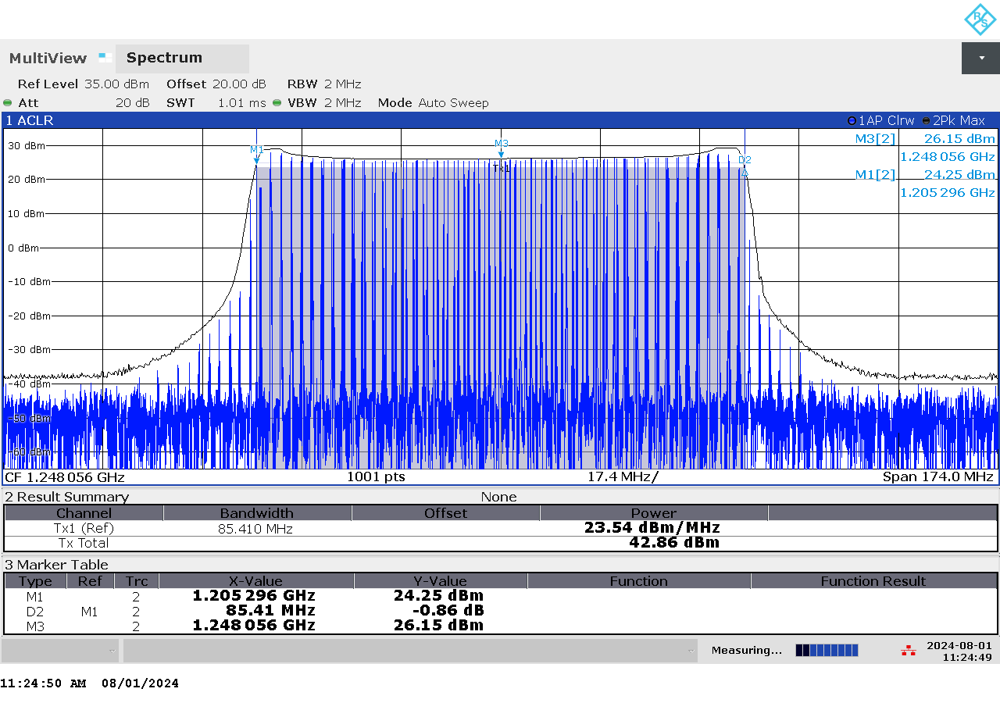 R S
MultiView Spectrum
Ref Level 35.00 dBm Offset 20.00 dB RBW 2 MHz
Att 20 dB SWT 1.01 ms VBW 2 MHz Mode Auto Sweep
1 ACLR 1AP Clrw 2Pk Max
M3[2] 26.15 dBm
1.248 056 GHz
M1[2] 24.25 dBm
1.205 296 GHz
M1
M3
D2
Tx1
30 dBm
20 dBm
10 dBm
0 dBm
-10 dBm
-20 dBm
-30 dBm
-40 dBm
-50 dBm
-60 dBm
CF 1.248 056 GHz 1001 pts 17.4 MHz/ Span 174.0 MHz
2 Result Summary None
Channel Bandwidth Offset Power
Tx1 (Ref) 85.410 MHz 23.54 dBm/MHz
Tx Total 42.86 dBm
3 Marker Table
Type Ref Trc X-Value Y-Value Function Function Result
M1 2 1.205 296 GHz 24.25 dBm
D2 M1 2 85.41 MHz -0.86 dB
M3 2 1.248 056 GHz 26.15 dBm
Measuring... 2024-08-01
11:24:49
11:24:50 AM 08/01/2024